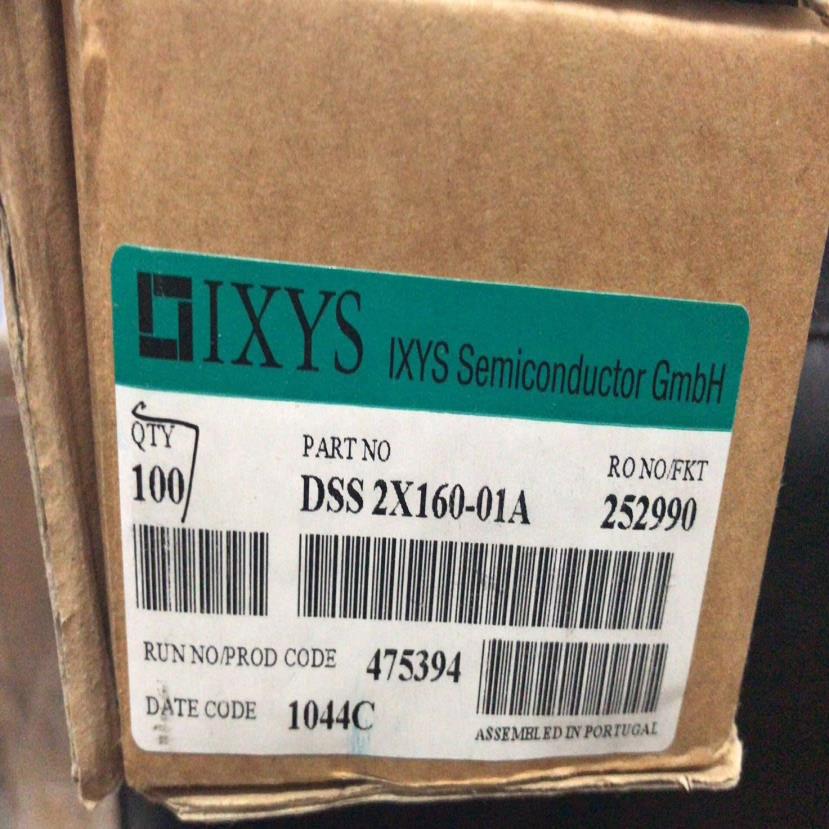 IXYS IXYS Semiconductor GmbH
QTY PART NO RO NO/FKT
100 DSS 2X160-01A 252990
RUN NO/PROD CODE 475394
DATE CODE 1044C
ASSEMBLED IN PORTUGAL